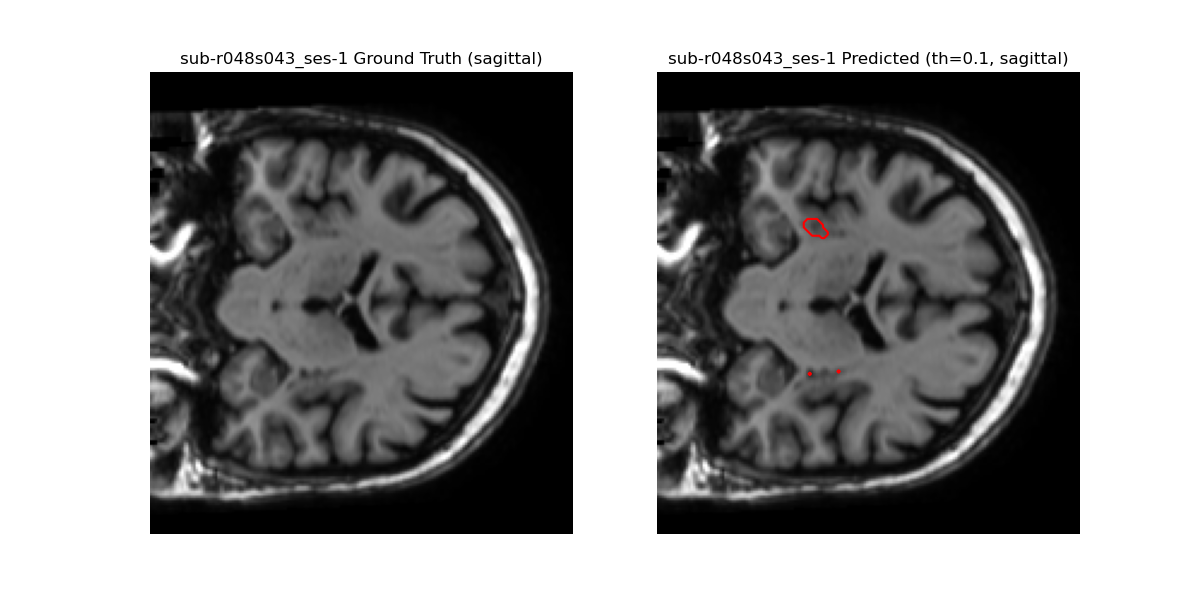 sub-r048s043_ses-1 Ground Truth (sagittal)
sub-r048s043_ses-1 Predicted (th=0.1, sagittal)